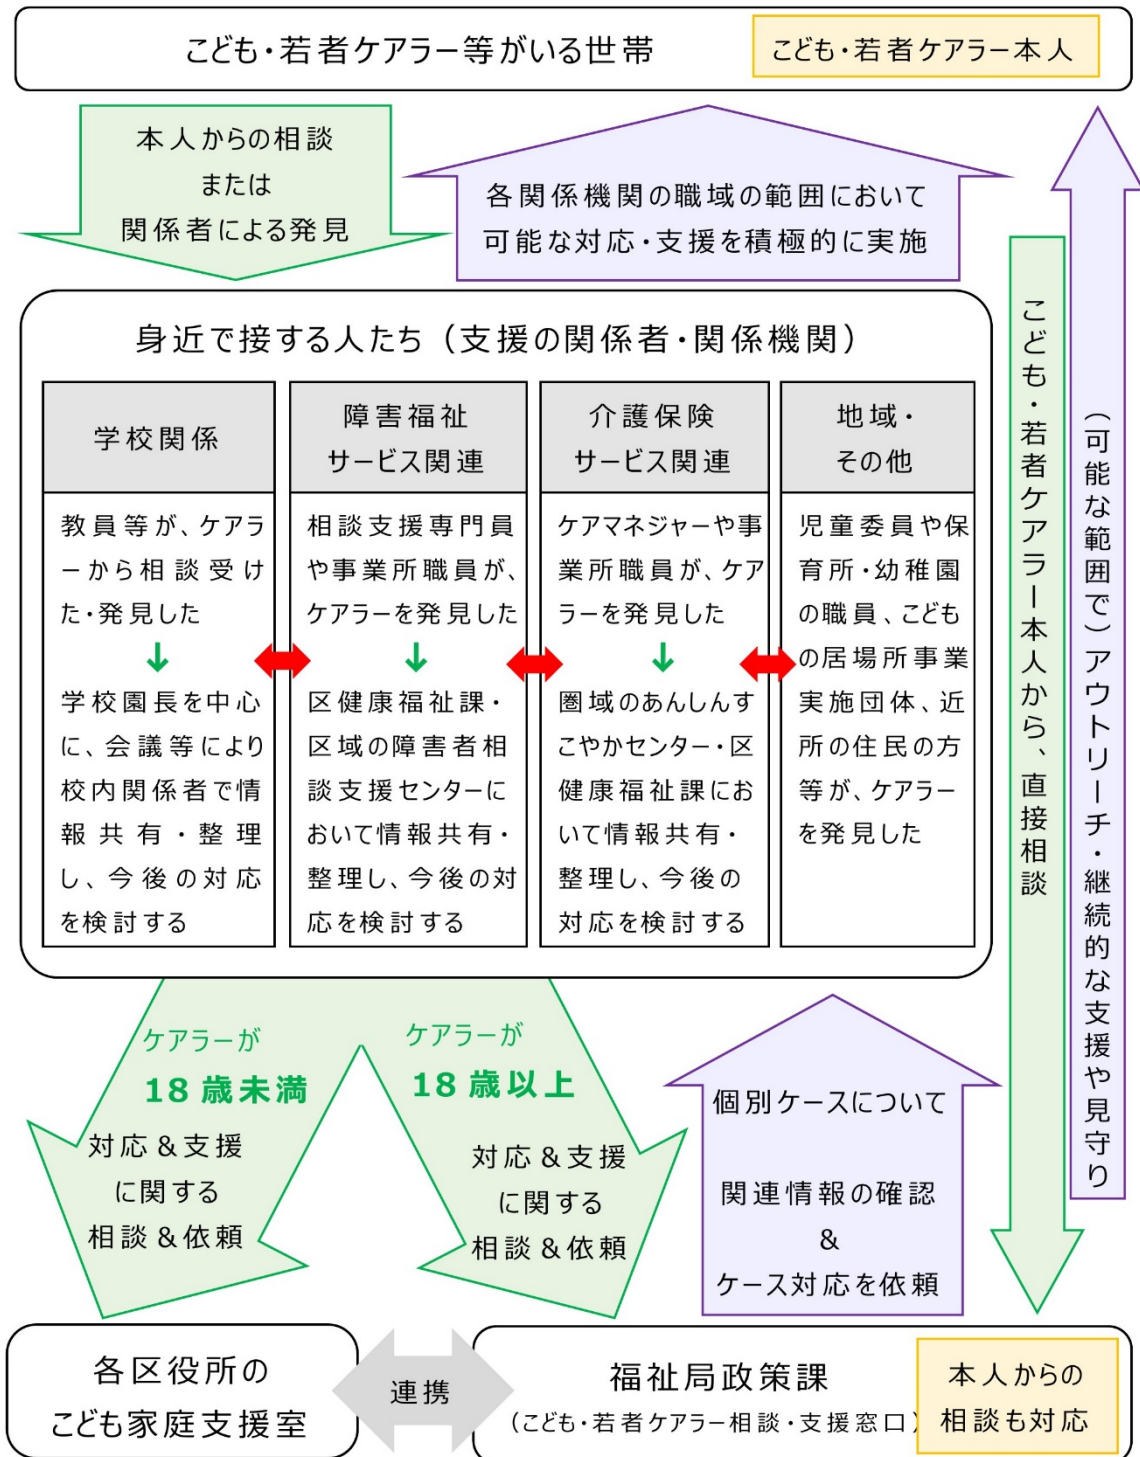 こども・若者ケアラー等がいる世帯
こども・若者ケアラー本人
本人からの相談
または
関係者による発見
各関係機関の職域の範囲において
可能な対応・支援を積極的に実施
こども・若者ケアラー本人から、直接相談
（可能な範囲で）アウトリーチ・継続的な支援や見守り
身近で接する人たち（支援の関係者・関係機関）
学校関係
教員等が、ケアラ
ーから相談受け
た・発見した
↓
学校園長を中心
に、会議等により
校内関係者で情
報共有・整理
し、今後の対応
を検討する
障害福祉
サービス関連
相談支援専門員
や事業所職員が、
ケアラーを発見した
↓
区健康福祉課・
区域の障害者相
談支援センターに
おいて情報共有・
整理し、今後の対
応を検討する
介護保険
サービス関連
ケアマネジャーや事
業所職員が、ケア
ラーを発見した
↓
圏域のあんしんす
こやかセンター・区
健康福祉課にお
いて情報共有・
整理し、今後の
対応を検討する
地域・
その他
児童委員や保
育所・幼稚園
の職員、こども
の居場所事業
実施団体、近
所の住民の方
等が、ケアラー
を発見した
ケアラーが
18歳未満
対応＆支援
に関する
相談＆依頼
ケアラーが
18歳以上
対応＆支援
に関する
相談＆依頼
個別ケースについて
関連情報の確認
＆
ケース対応を依頼
各区役所の
こども家庭支援室
連携
福祉局政策課
（こども・若者ケアラー相談・支援窓口）
本人からの
相談も対応